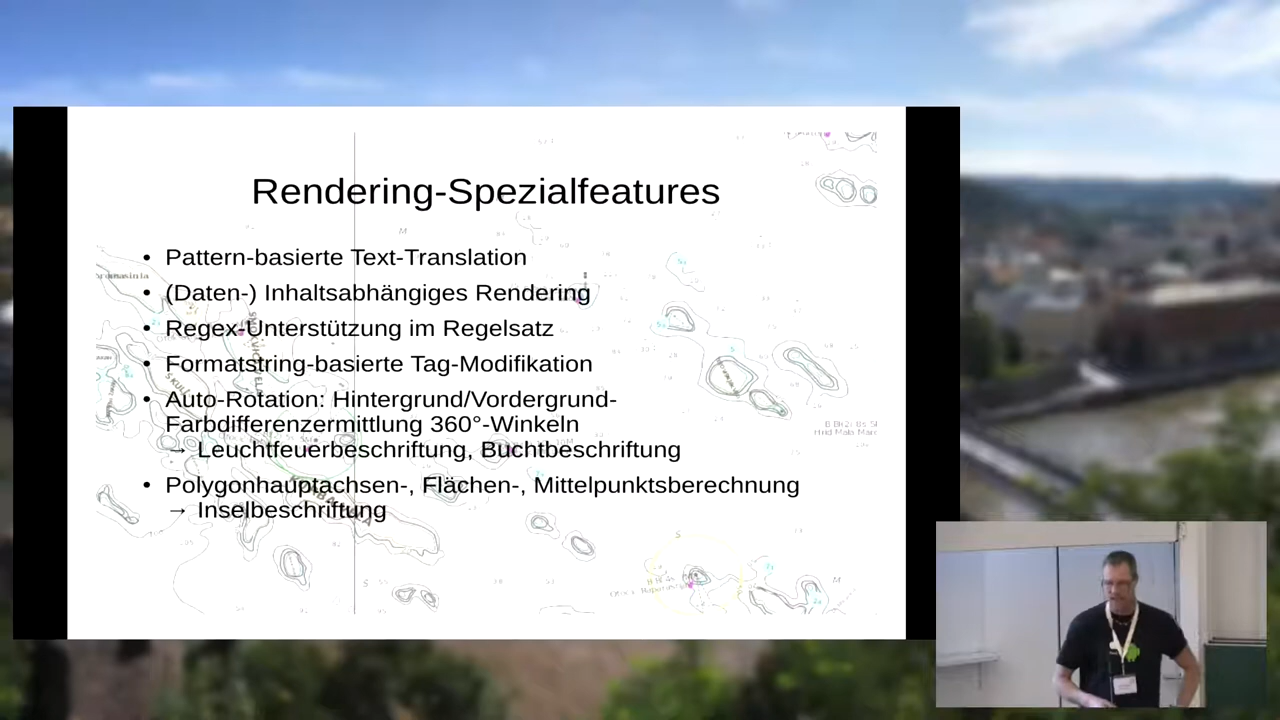 Rendering-Spezialfeatures
• Pattern-basierte Text-Translation
• (Daten-) Inhaltsabhängiges Rendering
• Regex-Unterstützung im Regelsatz
• Formatstring-basierte Tag-Modifikation
• Auto-Rotation: Hintergrund/Vordergrund-
Farbdifferenzermittlung 360°-Winkeln
→ Leuchtfeuerbeschriftung, Buchtbeschriftung
• Polygonhauptachsen-, Flächen-, Mittelpunktsberechnung
→ Inselbeschriftung